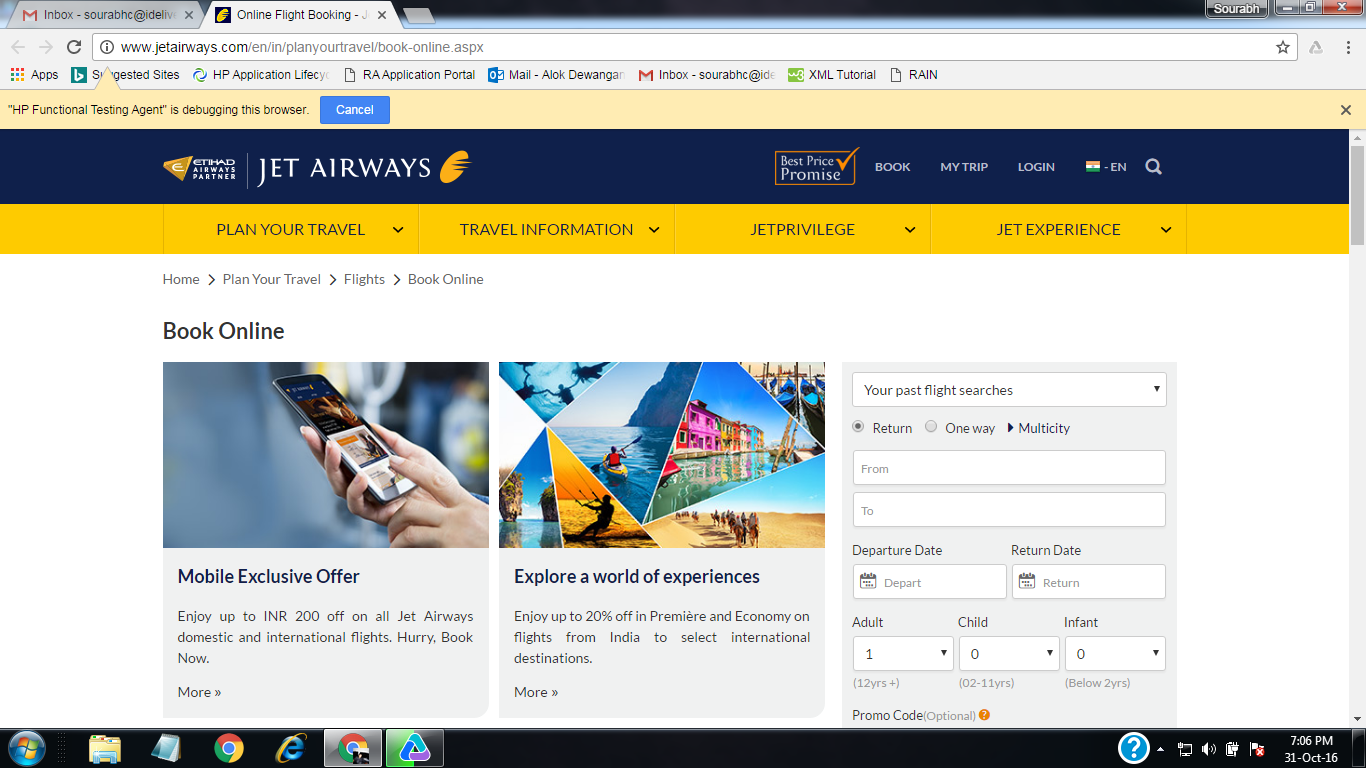 Inbox - sourabhc@idelive
Online Flight Booking - J
Sourabh
www.jetairways.com/en/in/planyourtravel/book-online.aspx
Apps
Suggested Sites
HP Application Lifecyc
RA Application Portal
Mail - Alok Dewangan
Inbox - sourabhc@ide
XML Tutorial
RAIN
"HP Functional Testing Agent" is debugging this browser.
Cancel
ETIHAD
AIRWAYS
PARTNER
JET AIRWAYS
Best Price
Promise
BOOK
MY TRIP
LOGIN
- EN
PLAN YOUR TRAVEL
TRAVEL INFORMATION
JETPRIVILEGE
JET EXPERIENCE
Home > Plan Your Travel > Flights > Book Online
Book Online
Mobile Exclusive Offer
Enjoy up to INR 200 off on all Jet Airways
domestic and international flights. Hurry, Book
Now.
More »
Explore a world of experiences
Enjoy up to 20% off in Première and Economy on
flights from India to select international
destinations.
More »
Your past flight searches
Return
One way
Multicity
From
To
Departure Date
Return Date
Depart
Return
Adult
Child
Infant
1
0
0
(12yrs +)
(02-11yrs)
(Below 2yrs)
Promo Code(Optional) ?
7:06 PM
31-Oct-16